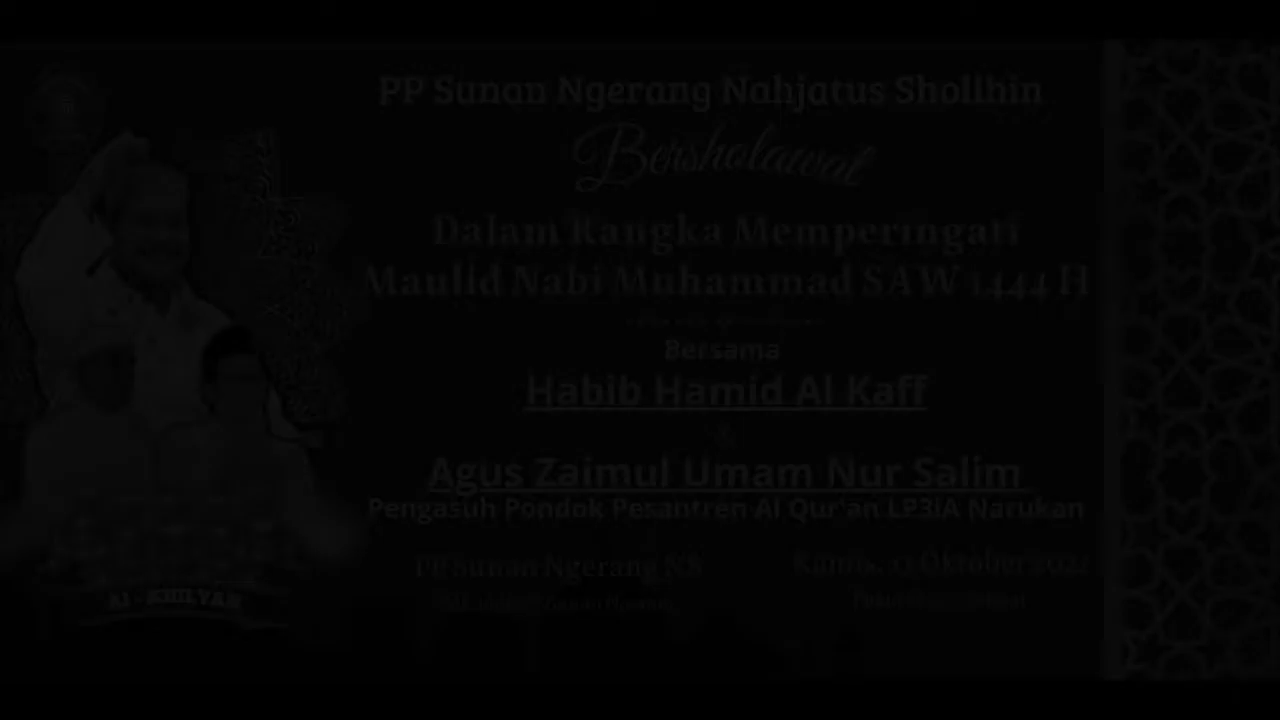 PP Sunan Ngerang Nahjatus Sholihin
Bersholawat
Dalam Rangka Memperingati
Maulid Nabi Muhammad SAW 1444 H
Bersama
Habib Hamid Al Kaff
&
Agus Zaimul Umam Nur Salim
Pengasuh Pondok Pesantren Al Qur'an LP3IA Narukan
PP Sunan Ngerang NS
Kamis, 13 Oktober 2022